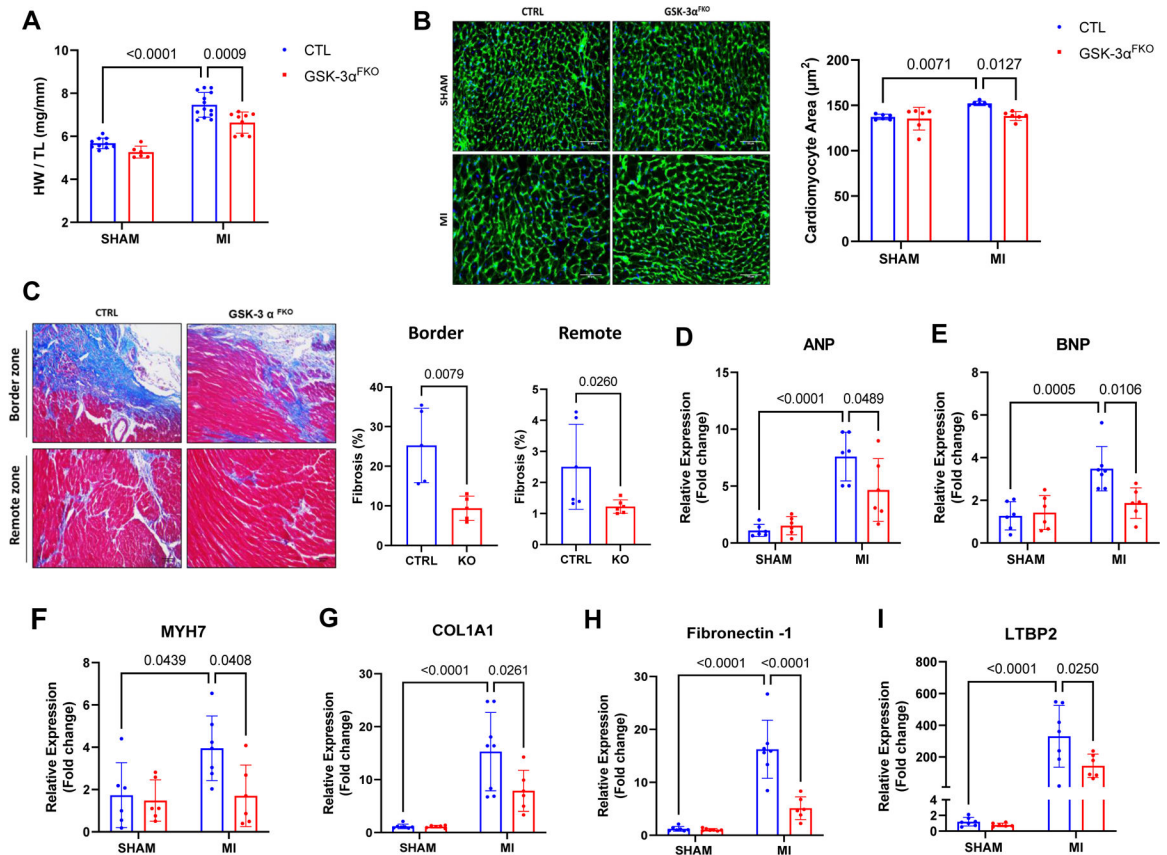 A
<0.0001 0.0009
CTL
GSK-3αFKO
HW / TL (mg/mm)
10
8
6
4
2
SHAM MI
B
CTRL GSK-3αFKO
SHAM
MI
CTL
GSK-3αFKO
0.0071 0.0127
Cardiomyocyte Area (µm²)
200
150
100
50
0
SHAM MI
C
CTRL GSK-3 α FKO
Border zone
Remote zone
Border
0.0079
Fibrosis (%)
40
30
20
10
0
CTRL KO
Remote
0.0260
Fibrosis (%)
5
4
3
2
1
0
CTRL KO
D
ANP
<0.0001 0.0489
Relative Expression
(Fold change)
15
10
5
0
SHAM MI
E
BNP
0.0005 0.0106
Relative Expression
(Fold change)
8
6
4
2
0
SHAM MI
F
MYH7
0.0439 0.0408
Relative Expression
(Fold change)
8
6
4
2
0
SHAM MI
G
COL1A1
<0.0001 0.0261
Relative Expression
(Fold change)
30
20
10
0
SHAM MI
H
Fibronectin -1
<0.0001 <0.0001
Relative Expression
(Fold change)
40
30
20
10
0
SHAM MI
I
LTBP2
<0.0001 0.0250
Relative Expression
(Fold change)
800
600
400
200
4
2
0
SHAM MI